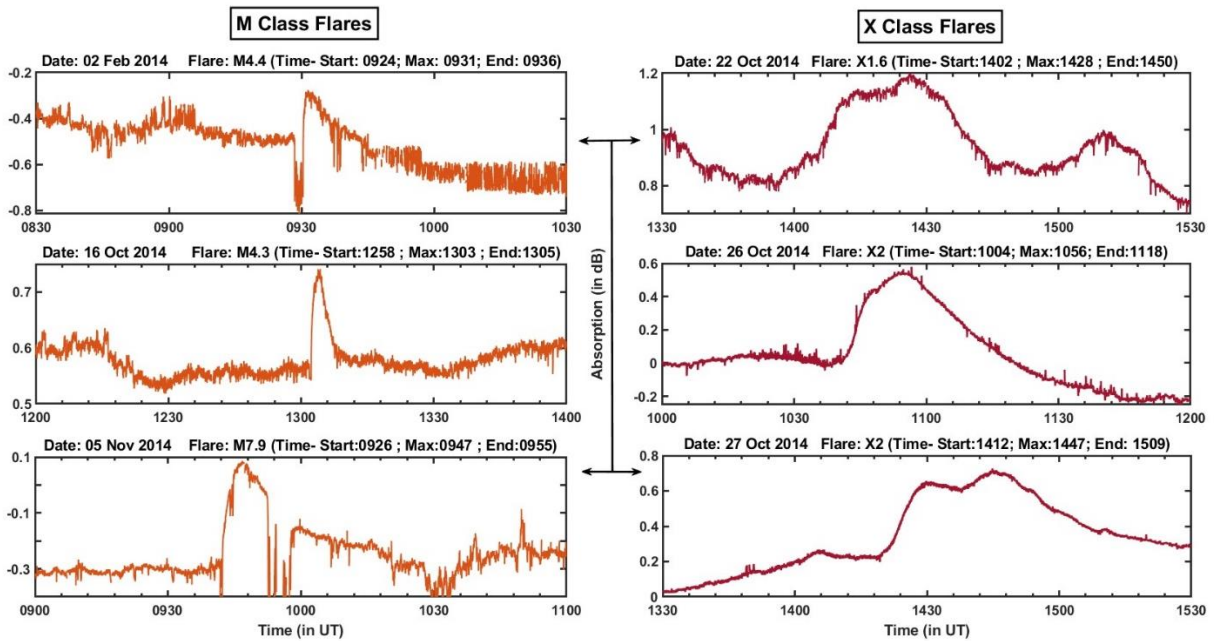 M Class Flares
X Class Flares
Date: 02 Feb 2014 Flare: M4.4 (Time- Start: 0924; Max: 0931; End: 0936)
-0.2
-0.4
-0.6
-0.8
0830 0900 0930 1000 1030
Date: 22 Oct 2014 Flare: X1.6 (Time- Start:1402 ; Max:1428 ; End:1450)
1.2
1
0.8
1330 1400 1430 1500 1530
Date: 16 Oct 2014 Flare: M4.3 (Time- Start:1258 ; Max:1303 ; End:1305)
0.7
0.6
0.5
1200 1230 1300 1330 1400
Absorption (in dB)
Date: 26 Oct 2014 Flare: X2 (Time- Start:1004; Max:1056; End:1118)
0.6
0.4
0.2
0
-0.2
1000 1030 1100 1130 1200
Date: 05 Nov 2014 Flare: M7.9 (Time- Start:0926 ; Max:0947 ; End:0955)
0.1
-0.1
-0.3
0900 0930 1000 1030 1100
Time (in UT)
Date: 27 Oct 2014 Flare: X2 (Time- Start:1412; Max:1447; End: 1509)
0.8
0.6
0.4
0.2
0
1330 1400 1430 1500 1530
Time (in UT)